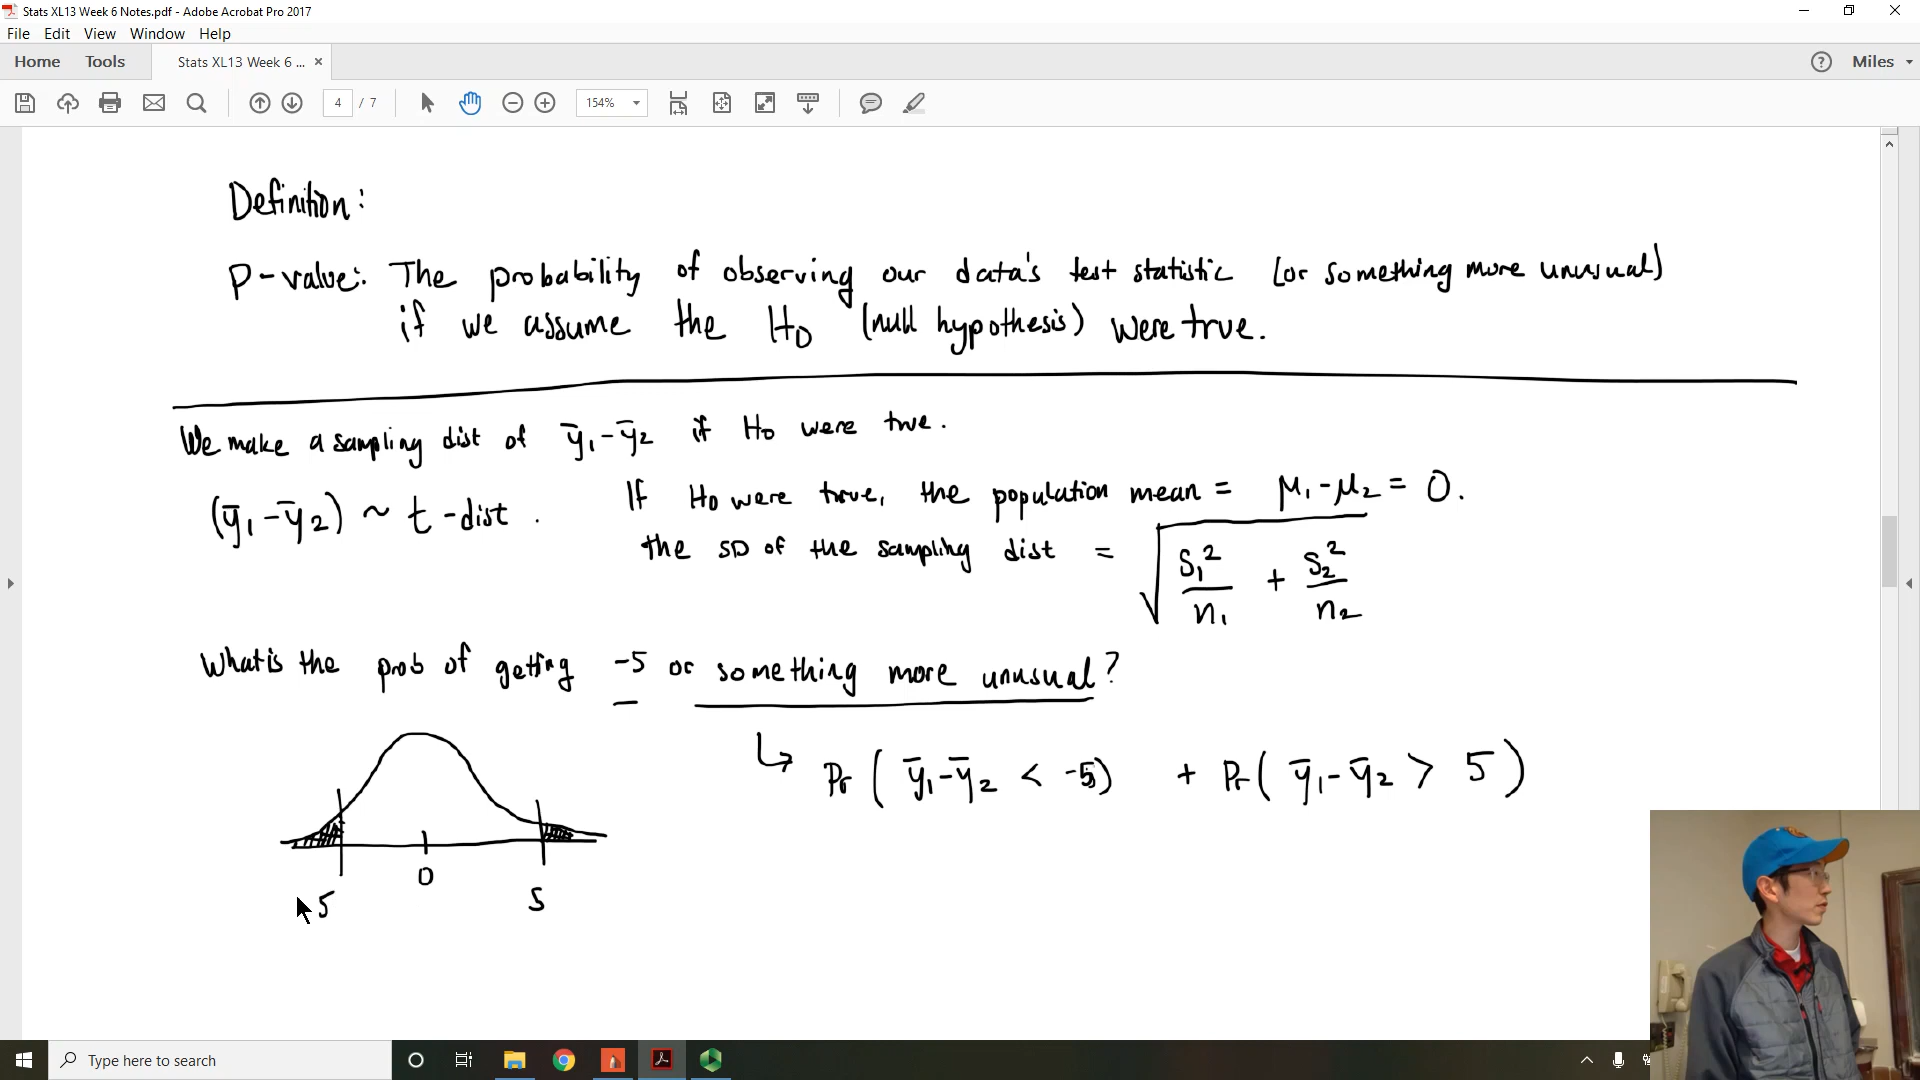 Stats XL13 Week 6 Notes.pdf - Adobe Acrobat Pro 2017
File Edit View Window Help
Home Tools Stats XL13 Week 6 ... × Miles
4 / 7 154%
Definition:
P-value: The probability of observing our data's test statistic (or something more unusual)
if we assume the H0 (null hypothesis) were true.
We make a sampling dist of ȳ1-ȳ2 if H0 were true.
(ȳ1-ȳ2) ~ t-dist. If H0 were true, the population mean = μ1-μ2 = 0.
the SD of the sampling dist = √(S1²/n1 + S2²/n2)
What is the prob of getting -5 or something more unusual?
↳ Pr(ȳ1-ȳ2 < -5) + Pr(ȳ1-ȳ2 > 5)
0
5 5
Type here to search